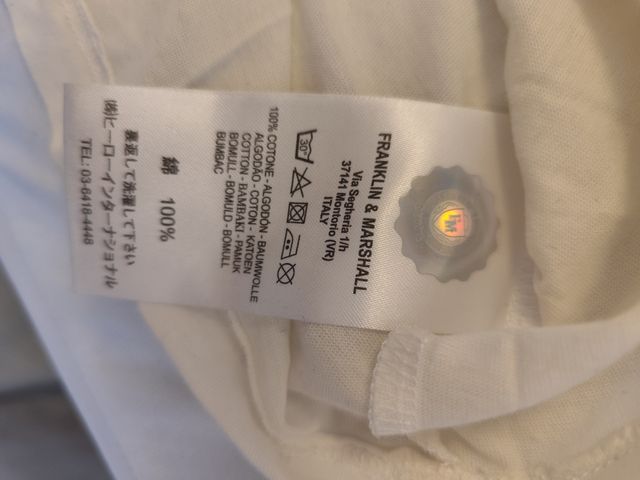 FM
FRANKLIN & MARSHALL
Via Segheria 1/h
37141 Montorio (VR)
ITALY
30°
100% COTONE - ALGODON - BAUMWOLLE
ALGODÃO - COTON - KATOEN
COTTON - BAMBAKI - PAMUK
BOMULL - BOMULD - BOMULL
BUMBAC
綿 100%
裏返して洗濯して下さい
(株)ヒーローインターナショナル
TEL: 03-6418-4448